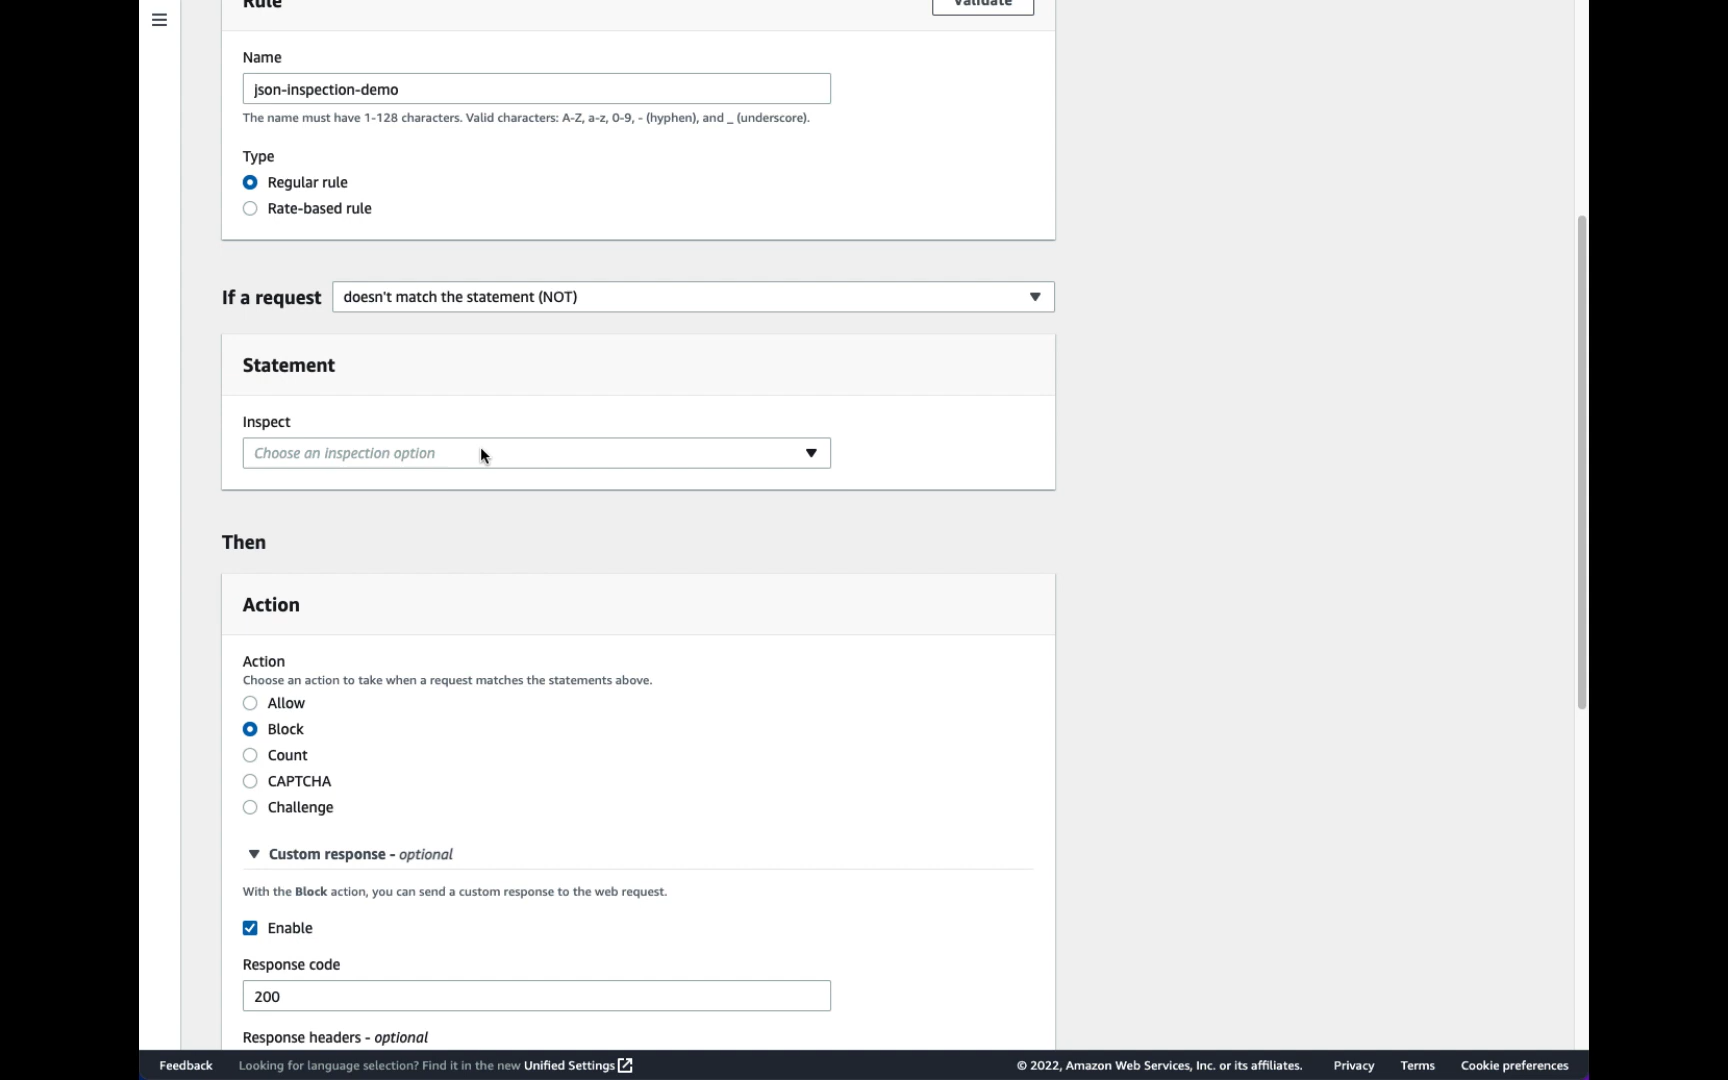 Rule
Validate
Name
json-inspection-demo
The name must have 1-128 characters. Valid characters: A-Z, a-z, 0-9, - (hyphen), and _ (underscore).
Type
Regular rule
Rate-based rule
If a request doesn't match the statement (NOT)
Statement
Inspect
Choose an inspection option
Then
Action
Action
Choose an action to take when a request matches the statements above.
Allow
Block
Count
CAPTCHA
Challenge
Custom response - optional
With the Block action, you can send a custom response to the web request.
Enable
Response code
200
Response headers - optional
Feedback Looking for language selection? Find it in the new Unified Settings © 2022, Amazon Web Services, Inc. or its affiliates. Privacy Terms Cookie preferences